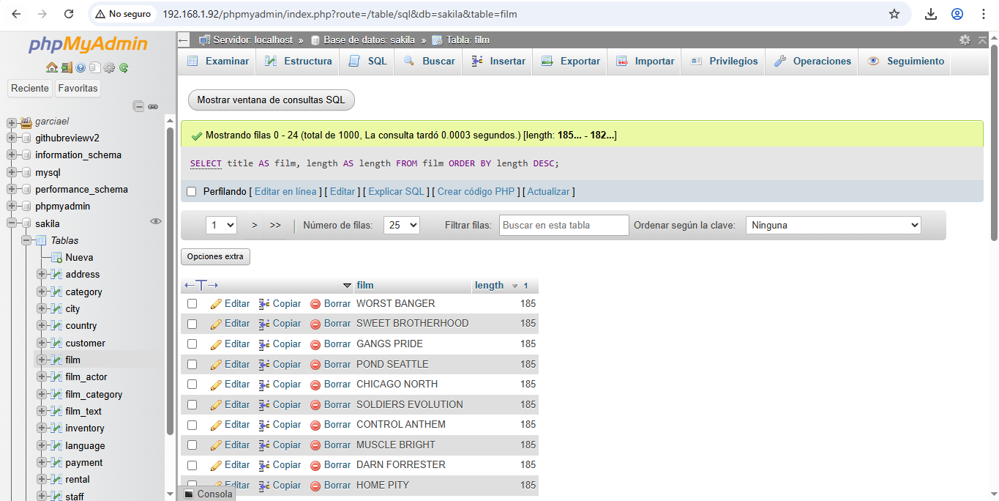 No seguro 192.168.1.92/phpmyadmin/index.php?route=/table/sql&db=sakila&table=film
phpMyAdmin
Reciente Favoritas
garciael
githubreviewv2
information_schema
mysql
performance_schema
phpmyadmin
sakila
Tablas
Nueva
address
category
city
country
customer
film
film_actor
film_category
film_text
inventory
language
payment
rental
staff
Servidor: localhost » Base de datos: sakila » Tabla: film
Examinar Estructura SQL Buscar Insertar Exportar Importar Privilegios Operaciones Seguimiento
Mostrar ventana de consultas SQL
Mostrando filas 0 - 24 (total de 1000, La consulta tardó 0.0003 segundos.) [length: 185... - 182...]
SELECT title AS film, length AS length FROM film ORDER BY length DESC;
Perfilando [ Editar en línea ] [ Editar ] [ Explicar SQL ] [ Crear código PHP ] [ Actualizar ]
1 > >> | Número de filas: 25 Filtrar filas: Buscar en esta tabla Ordenar según la clave: Ninguna
Opciones extra
←T→ film length 1
Editar Copiar Borrar WORST BANGER 185
Editar Copiar Borrar SWEET BROTHERHOOD 185
Editar Copiar Borrar GANGS PRIDE 185
Editar Copiar Borrar POND SEATTLE 185
Editar Copiar Borrar CHICAGO NORTH 185
Editar Copiar Borrar SOLDIERS EVOLUTION 185
Editar Copiar Borrar CONTROL ANTHEM 185
Editar Copiar Borrar MUSCLE BRIGHT 185
Editar Copiar Borrar DARN FORRESTER 185
Editar Copiar Borrar HOME PITY 185
Consola